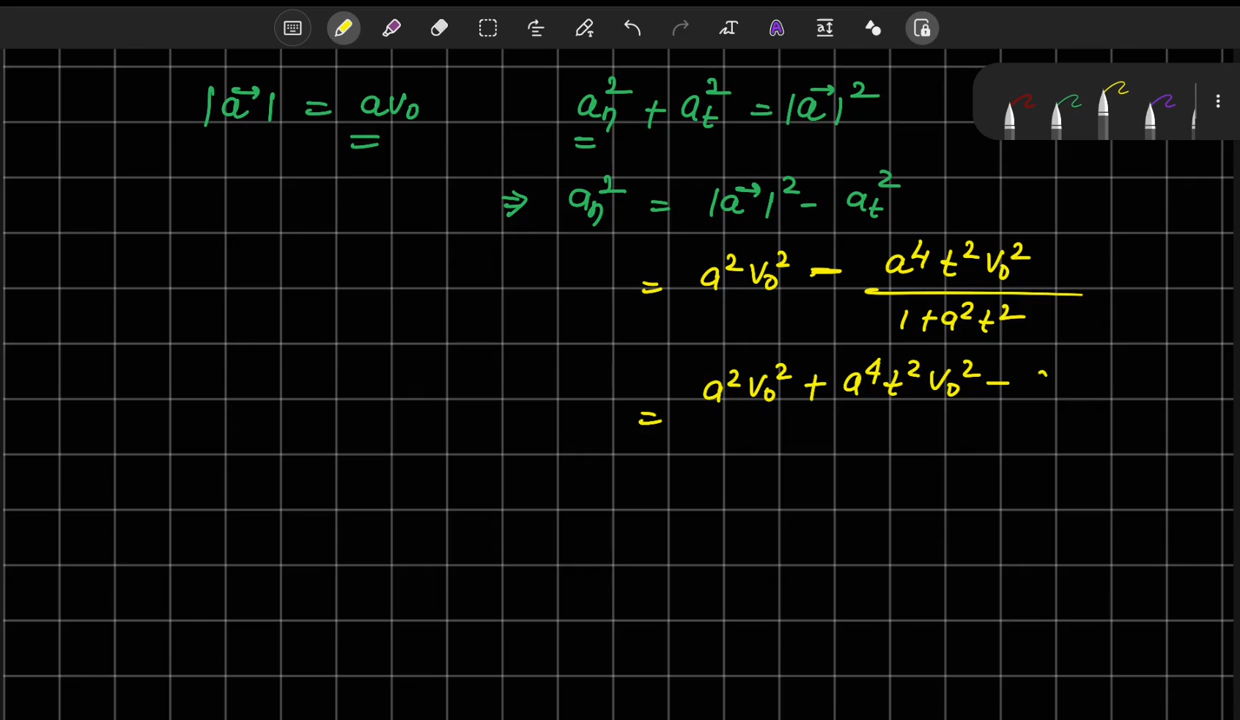 |a⃗| = av₀
aₙ² + aₜ² = |a⃗|²
⇒ aₙ² = |a⃗|² - aₜ²
= a²v₀² - a⁴t²v₀² / 1+a²t²
= a²v₀² + a⁴t²v₀² -